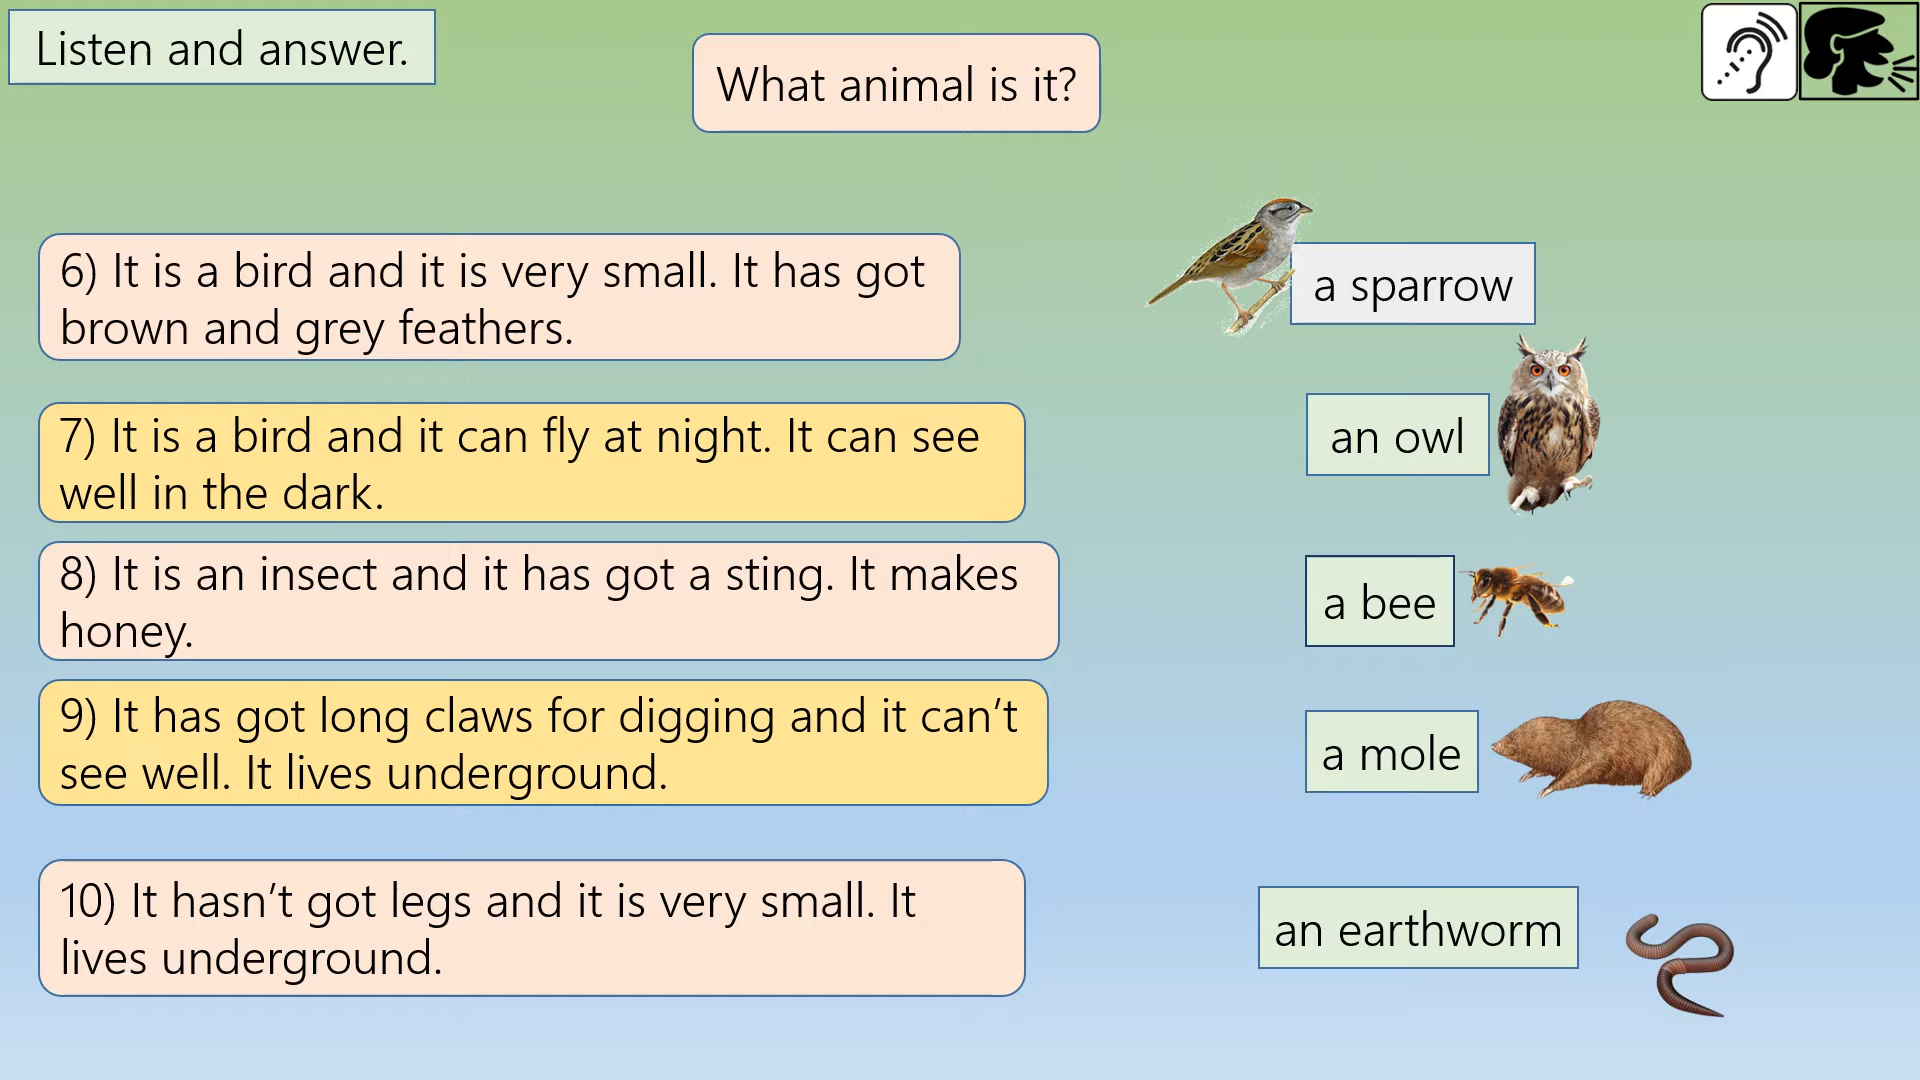 Listen and answer.
What animal is it?
6) It is a bird and it is very small. It has got
brown and grey feathers.
a sparrow
7) It is a bird and it can fly at night. It can see
well in the dark.
an owl
8) It is an insect and it has got a sting. It makes
honey.
a bee
9) It has got long claws for digging and it can’t
see well. It lives underground.
a mole
10) It hasn’t got legs and it is very small. It
lives underground.
an earthworm